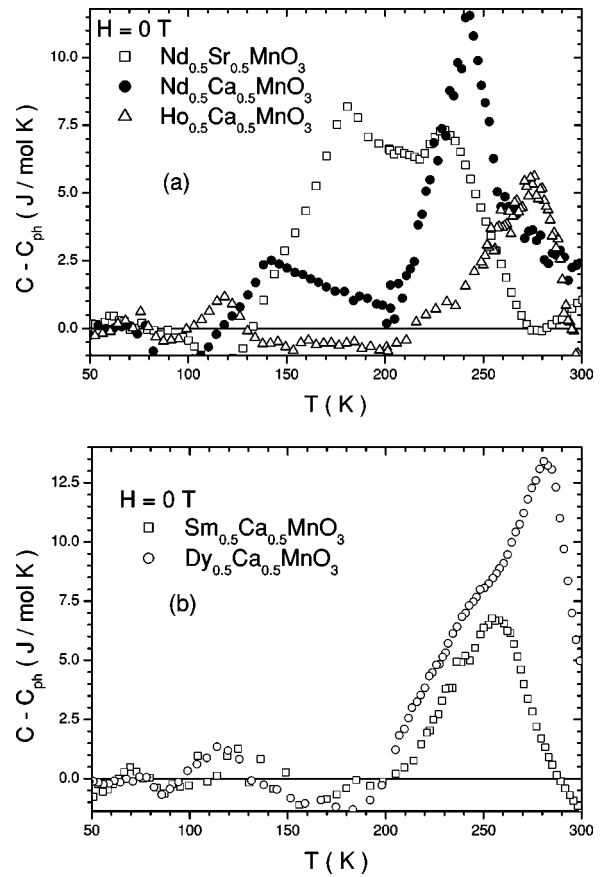 (a)
H = 0 T
Nd0.5Sr0.5MnO3
Nd0.5Ca0.5MnO3
Ho0.5Ca0.5MnO3
C - Cph ( J / mol K )
10.0
7.5
5.0
2.5
0.0
50 100 150 200 250 300
T ( K )
H = 0 T
Sm0.5Ca0.5MnO3
Dy0.5Ca0.5MnO3
(b)
C - Cph ( J / mol K )
12.5
10.0
7.5
5.0
2.5
0.0
50 100 150 200 250 300
T ( K )